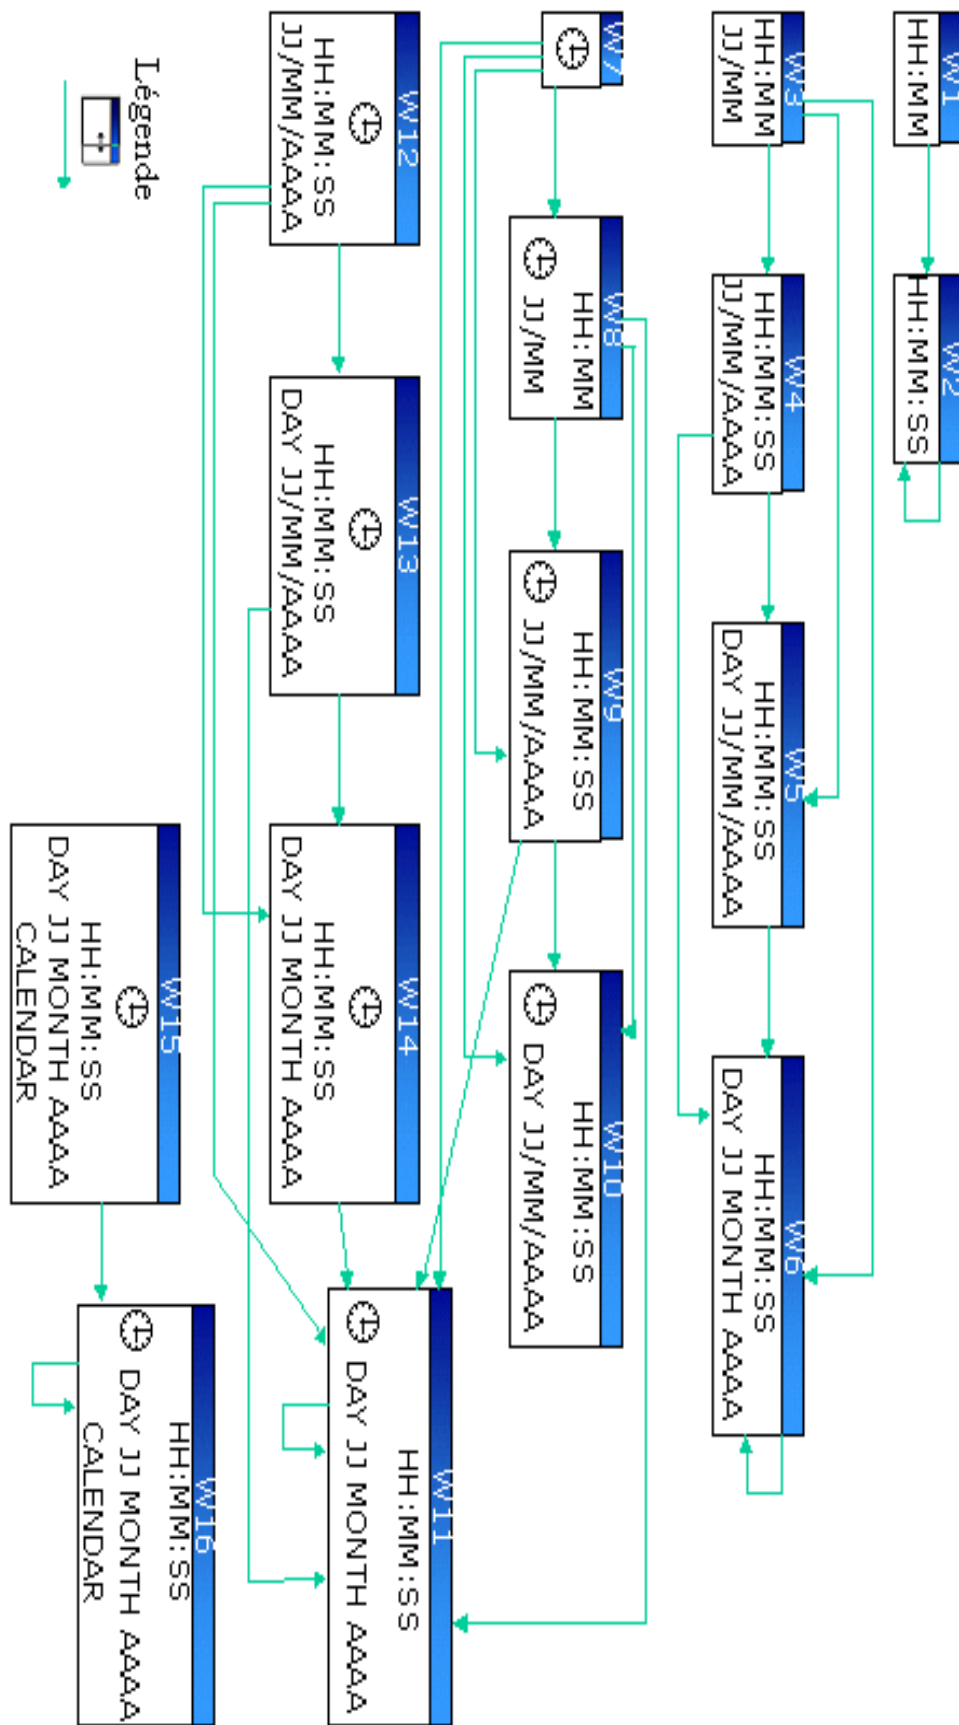 W1
HH:MM
W2
HH:MM:SS
W3
HH:MM
JJ/MM
W4
HH:MM:SS
JJ/MM/AAAA
W5
HH:MM:SS
DAY JJ/MM/AAAA
W6
HH:MM:SS
DAY JJ MONTH AAAA
W7
W8
HH:MM
JJ/MM
W9
HH:MM:SS
JJ/MM/AAAA
W10
HH:MM:SS
DAY JJ/MM/AAAA
W11
HH:MM:SS
DAY JJ MONTH AAAA
W12
HH:MM:SS
JJ/MM/AAAA
W13
HH:MM:SS
DAY JJ/MM/AAAA
W14
HH:MM:SS
DAY JJ MONTH AAAA
W15
HH:MM:SS
DAY JJ MONTH AAAA
CALENDAR
W16
HH:MM:SS
DAY JJ MONTH AAAA
CALENDAR
Légende